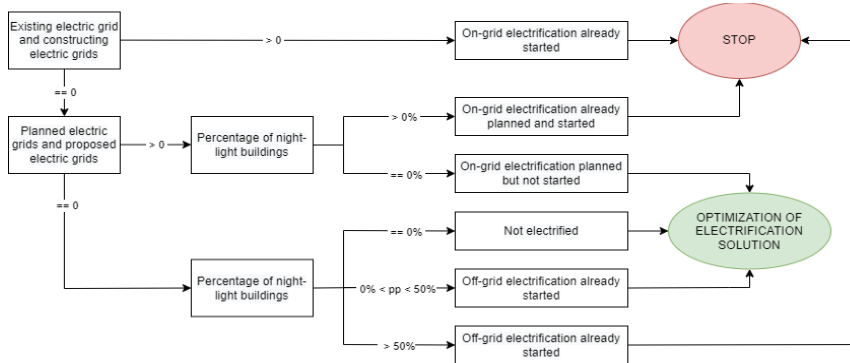 Existing electric grid
and constructing
electric grids
> 0
On-grid electrification already
started
STOP
== 0
Planned electric
grids and proposed
electric grids
> 0
Percentage of night-
light buildings
> 0%
On-grid electrification already
planned and started
== 0%
On-grid electrification planned
but not started
== 0
OPTIMIZATION OF
ELECTRIFICATION
SOLUTION
== 0%
Not electrified
Percentage of night-
light buildings
0% < pp < 50%
Off-grid electrification already
started
> 50%
Off-grid electrification already
started